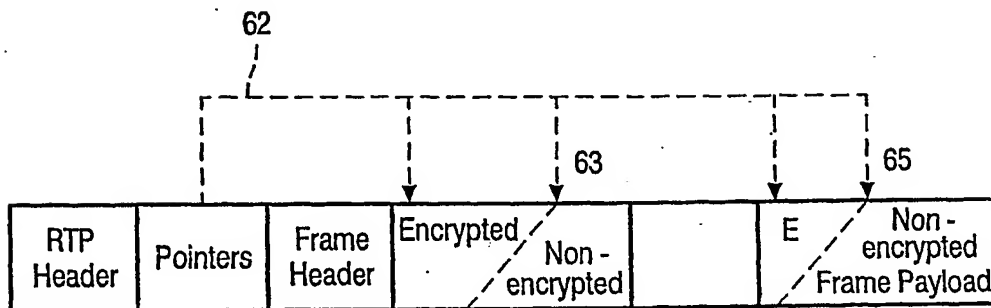 62
63
65
RTP
Header
Pointers
Frame
Header
Encrypted
Non -
encrypted
E
Non -
encrypted
Frame Payload